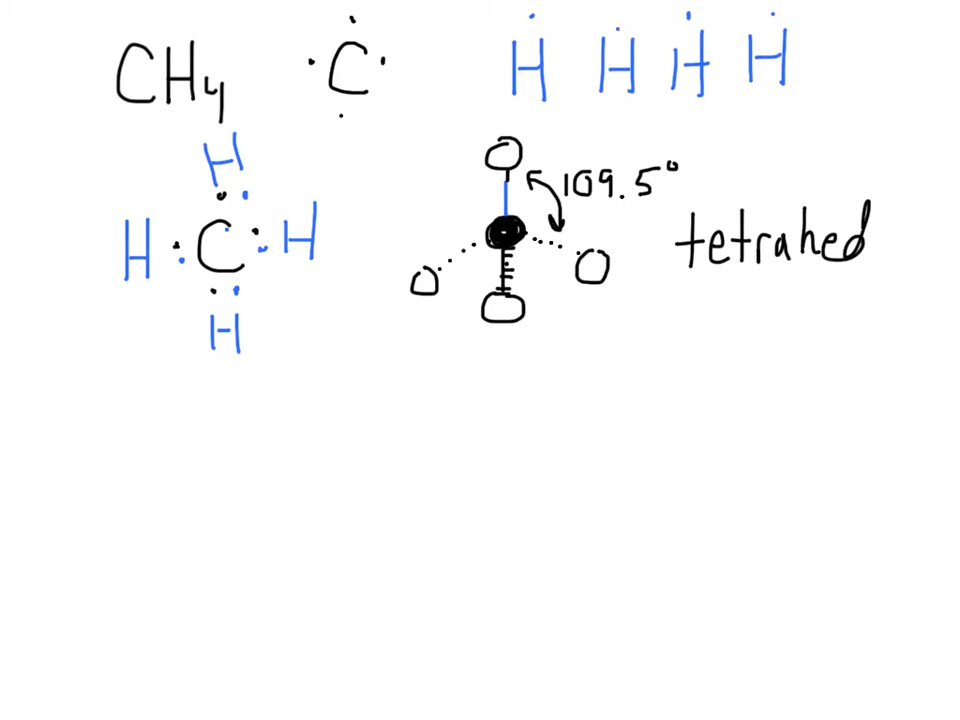 CH4 ·C· H H H H
H
109.5°
H : C : H
tetrahed
H